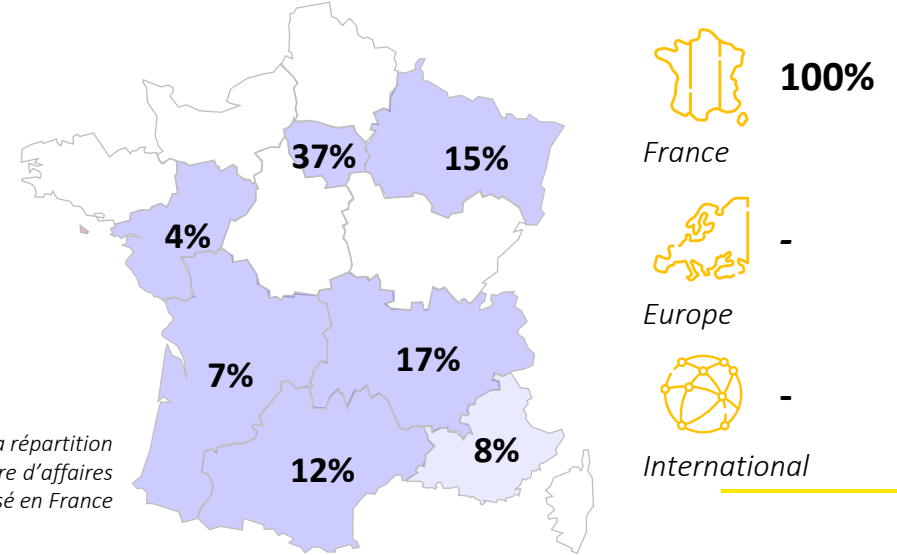 37%
15%
4%
7%
17%
12%
8%
a répartition
re d’affaires
sé en France
100%
France
-
Europe
-
International